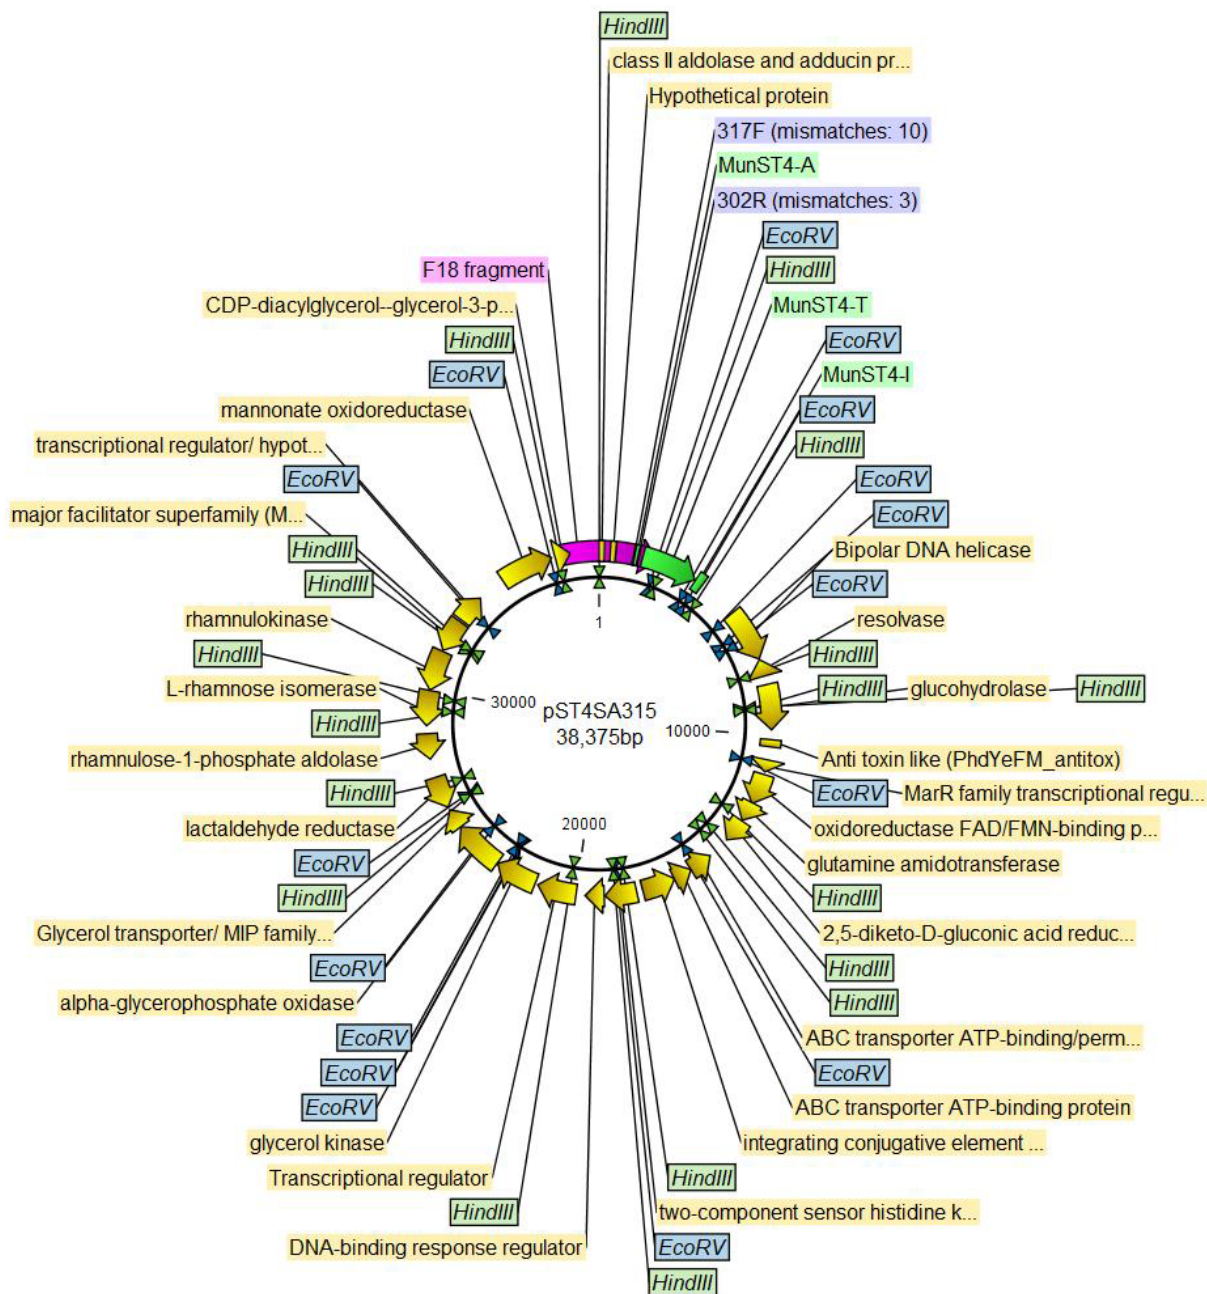 HindIII
class II aldolase and adducin pr...
Hypothetical protein
317F (mismatches: 10)
MunST4-A
302R (mismatches: 3)
EcoRV
F18 fragment
HindIII
CDP-diacylglycerol--glycerol-3-p...
MunST4-T
HindIII
EcoRV
EcoRV
MunST4-I
mannonate oxidoreductase
EcoRV
transcriptional regulator/ hypot...
HindIII
EcoRV
EcoRV
major facilitator superfamily (M...
EcoRV
HindIII
Bipolar DNA helicase
HindIII
EcoRV
rhamnulokinase
1
resolvase
HindIII
HindIII
L-rhamnose isomerase
HindIII
glucohydrolase
HindIII
30000
pST4SA315
HindIII
38,375bp
10000
rhamnulose-1-phosphate aldolase
Anti toxin like (PhdYeFM_antitox)
HindIII
EcoRV
MarR family transcriptional regu...
lactaldehyde reductase
20000
oxidoreductase FAD/FMN-binding p...
EcoRV
glutamine amidotransferase
HindIII
HindIII
Glycerol transporter/ MIP family...
2,5-diketo-D-gluconic acid reduc...
EcoRV
HindIII
alpha-glycerophosphate oxidase
HindIII
EcoRV
ABC transporter ATP-binding/perm...
EcoRV
EcoRV
EcoRV
ABC transporter ATP-binding protein
glycerol kinase
integrating conjugative element ...
Transcriptional regulator
HindIII
HindIII
two-component sensor histidine k...
DNA-binding response regulator
EcoRV
HindIII